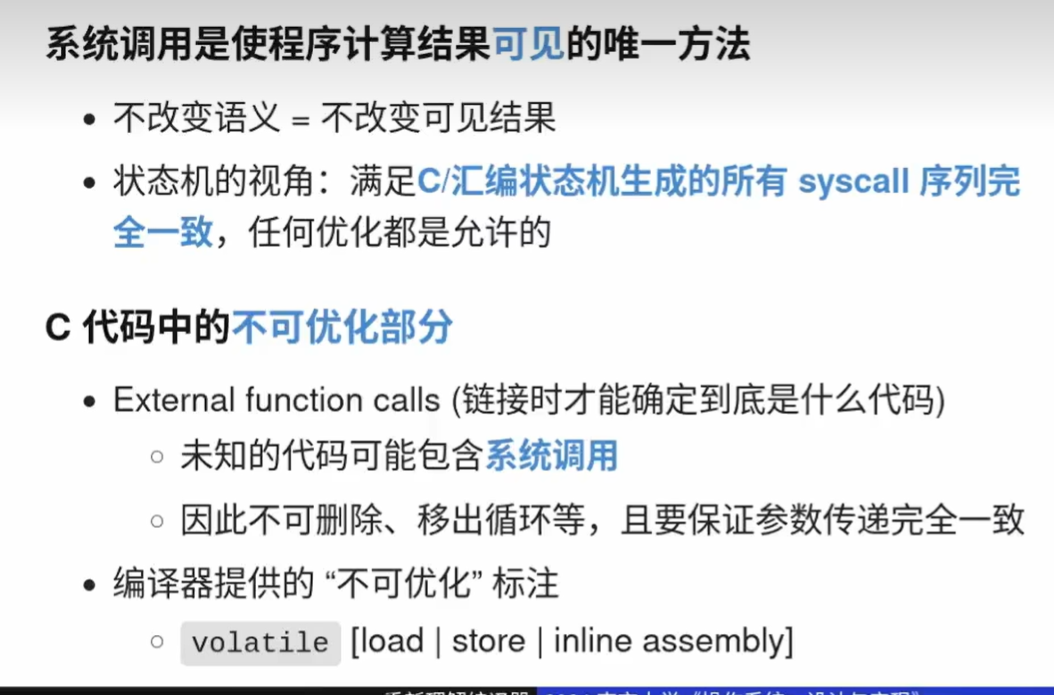 系统调用是使程序计算结果可见的唯一方法
• 不改变语义 = 不改变可见结果
• 状态机的视角：满足C/汇编状态机生成的所有 syscall 序列完
全一致，任何优化都是允许的
C 代码中的不可优化部分
• External function calls (链接时才能确定到底是什么代码)
○ 未知的代码可能包含系统调用
○ 因此不可删除、移出循环等，且要保证参数传递完全一致
• 编译器提供的 “不可优化” 标注
○ volatile [load | store | inline assembly]